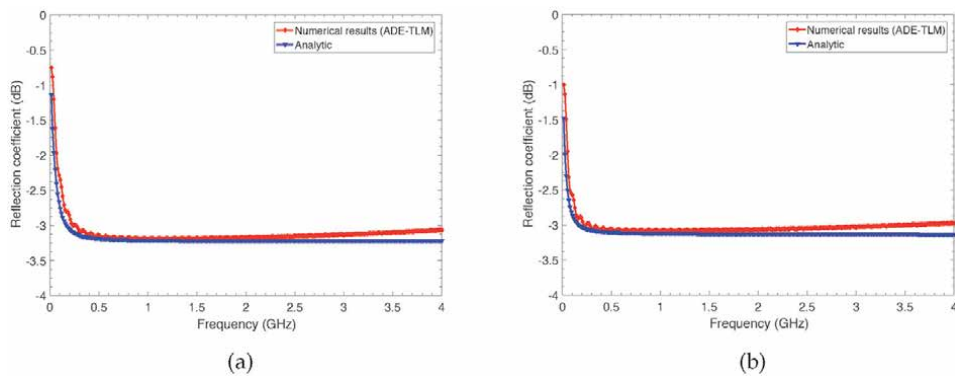 0
-0.5
-1
-1.5
-2
-2.5
-3
-3.5
-4
Reflection coefficient (dB)
Numerical results (ADE-TLM)
Analytic
0 0.5 1 1.5 2 2.5 3 3.5 4
Frequency (GHz)
(a)
0
-0.5
-1
-1.5
-2
-2.5
-3
-3.5
-4
Reflection coefficient (dB)
Numerical results (ADE-TLM)
Analytic
0 0.5 1 1.5 2 2.5 3 3.5 4
Frequency (GHz)
(b)